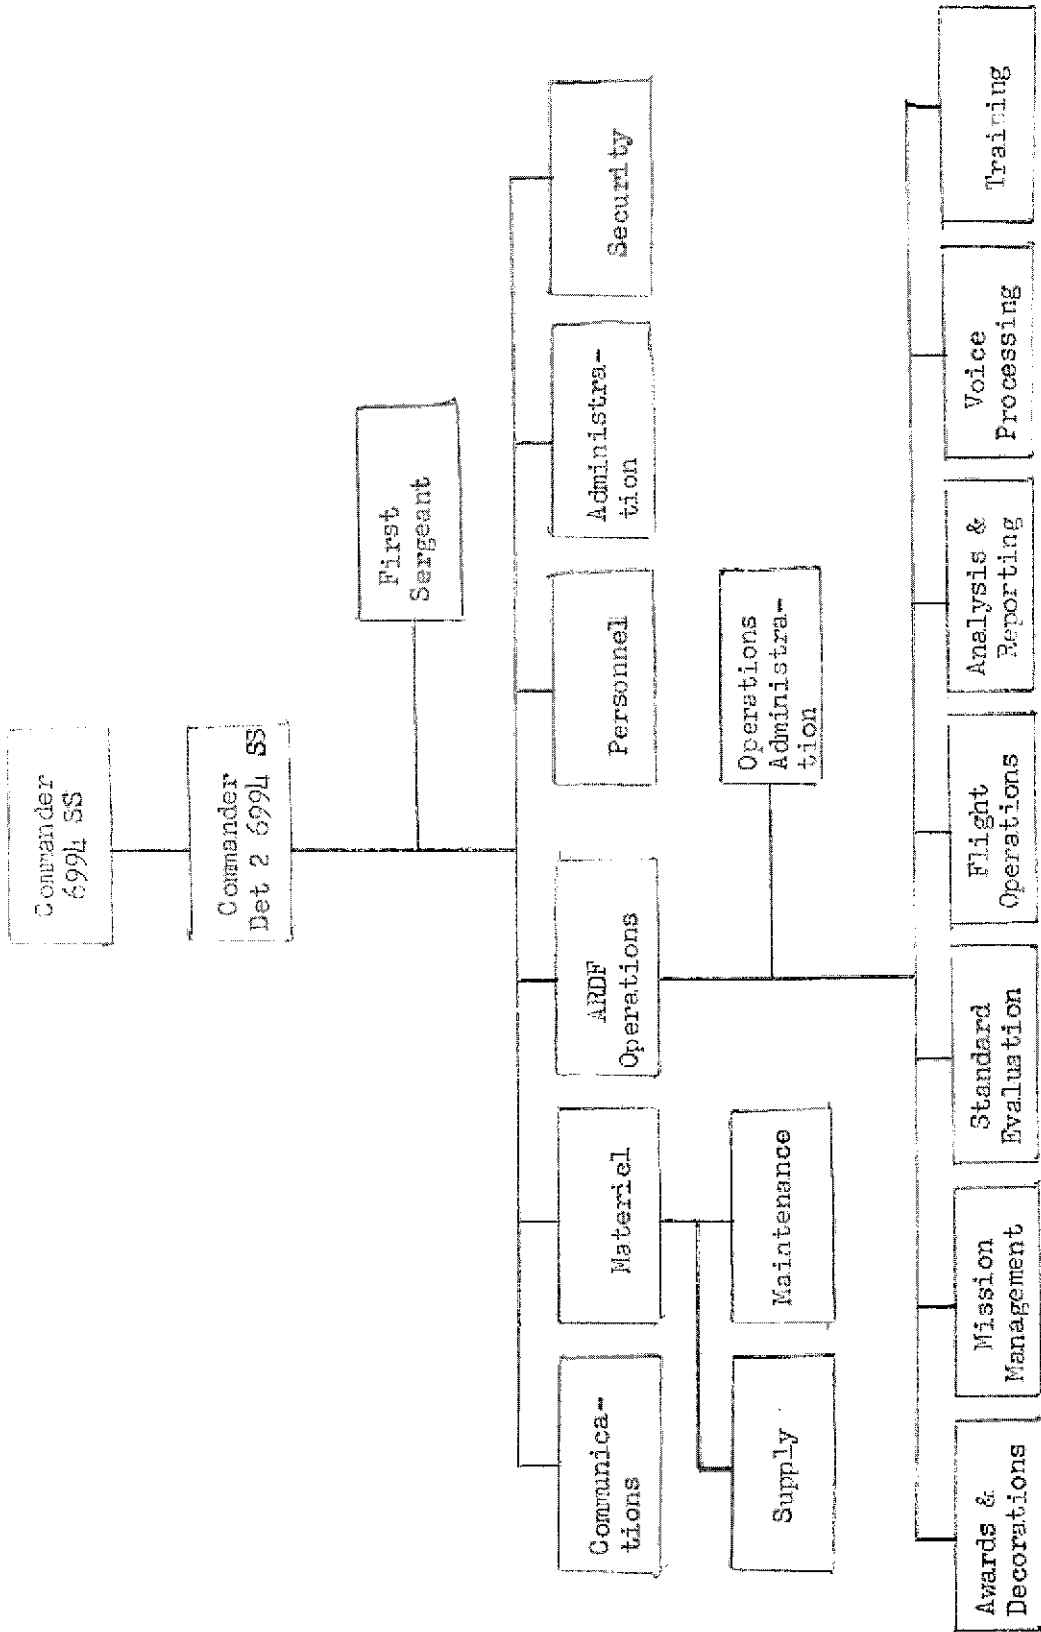 Commander
6994 SS
Commander
Det 2 6994 SS
First
Sergeant
Communica-
tions
Materiel
ARDF
Operations
Personnel
Administra-
tion
Security
Supply
Maintenance
Operations
Administra-
tion
Awards &
Decorations
Mission
Management
Standard
Evaluation
Flight
Operations
Analysis &
Reporting
Voice
Processing
Training